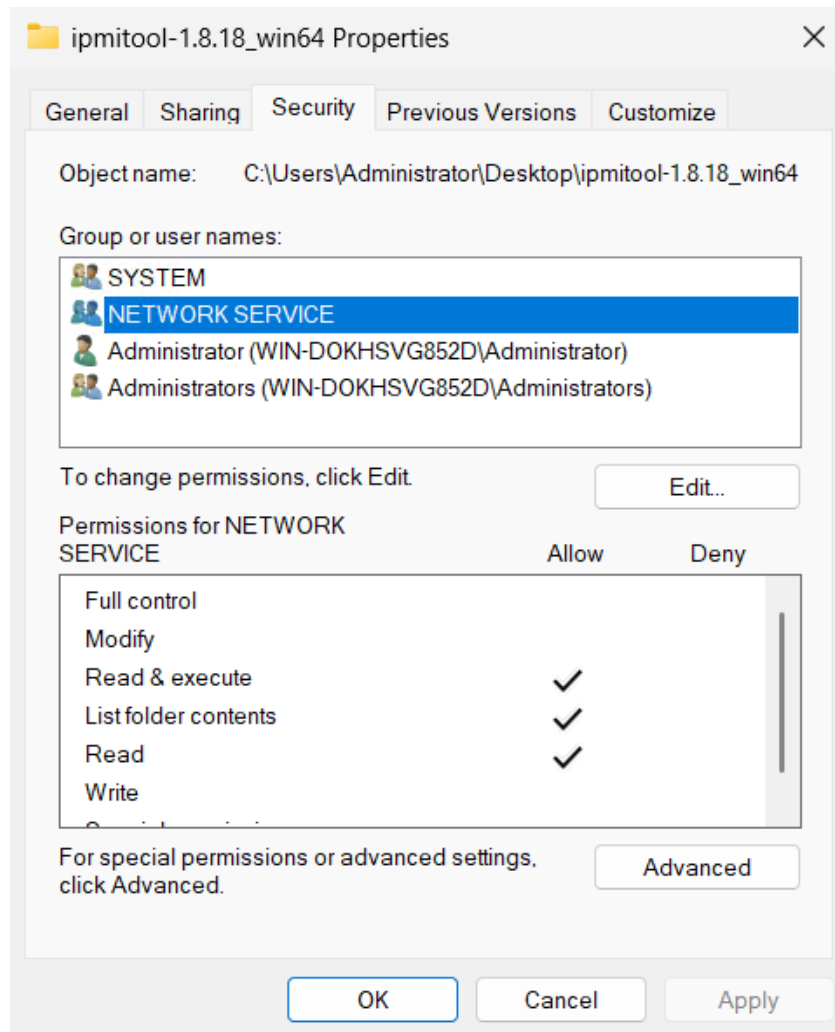 ipmitool-1.8.18_win64 Properties
General Sharing Security Previous Versions Customize
Object name: C:\Users\Administrator\Desktop\ipmitool-1.8.18_win64
Group or user names:
SYSTEM
NETWORK SERVICE
Administrator (WIN-DOKHSVG852D\Administrator)
Administrators (WIN-DOKHSVG852D\Administrators)
To change permissions, click Edit.
Edit...
Permissions for NETWORK
SERVICE Allow Deny
Full control
Modify
Read & execute
List folder contents
Read
Write
For special permissions or advanced settings,
click Advanced.
Advanced
OK Cancel Apply